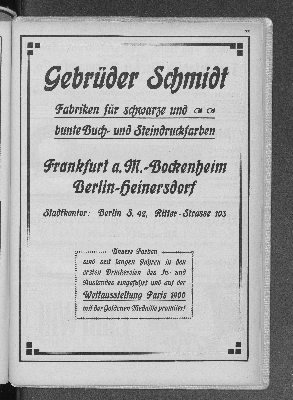 Gebrüder Schmidt
Fabriken für schwarze und
bunte Buch- und Steindruckfarben
Frankfurt a. M.-Bockenheim
Berlin-Heinersdorf
Stadtkontor: Berlin S. 42, Ritter-Strasse 103
Unsere Farben
sind seit langen Jahren in den
ersten Druckereien des In- und
Auslandes eingeführt und auf der
Weltausstellung Paris 1900
mit der Goldenen Medaille prämiiert!